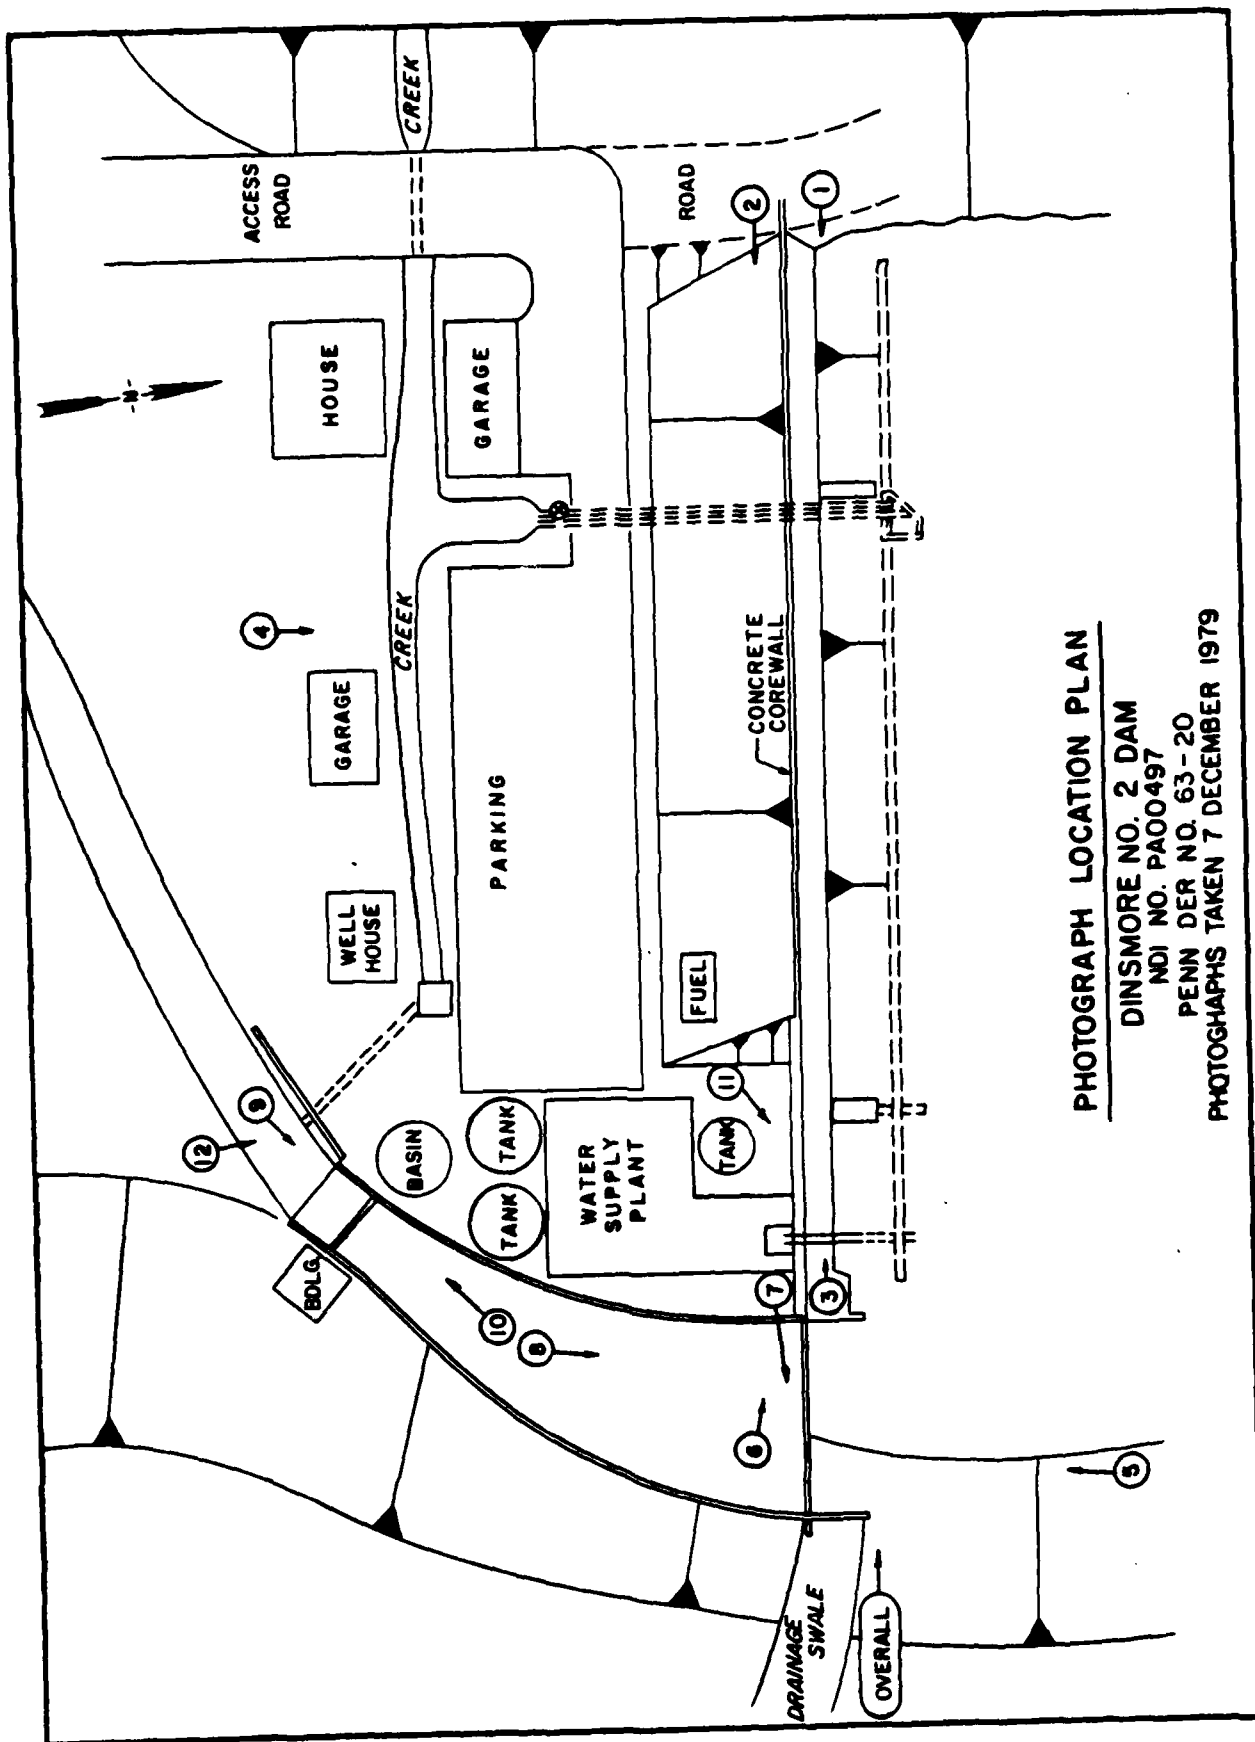 CREEK
ACCESS
ROAD
ROAD
2
1
N
HOUSE
GARAGE
4
CREEK
GARAGE
PARKING
CONCRETE
COREWALL
WELL
HOUSE
FUEL
9
12
BASIN
TANK
TANK
WATER
SUPPLY
PLANT
11
TANK
BDLG.
10
8
7
3
6
5
DRAINAGE
SWALE
OVERALL
PHOTOGRAPH LOCATION PLAN
DINSMORE NO. 2 DAM
NDI NO. PA00497
PENN DER NO. 63-20
PHOTOGHAPHS TAKEN 7 DECEMBER 1979